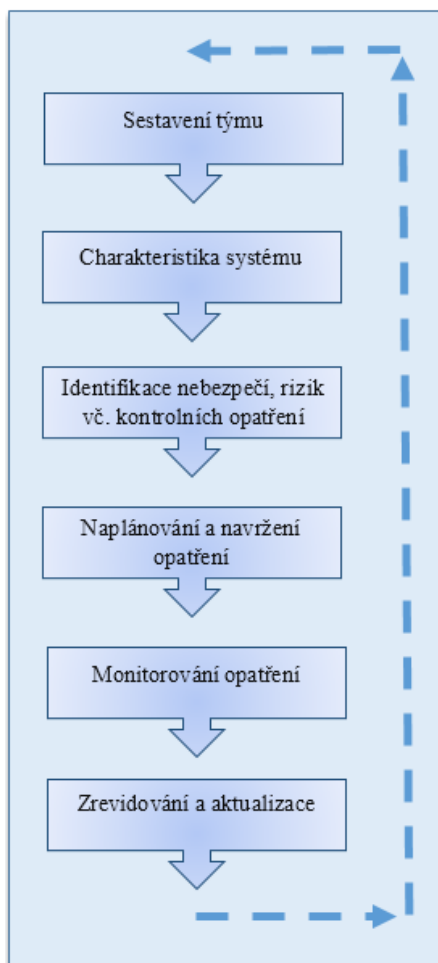 Sestavení týmu
Charakteristika systému
Identifikace nebezpečí, rizik
vč. kontrolních opatření
Naplánování a navržení
opatření
Monitorování opatření
Zrevidování a aktualizace